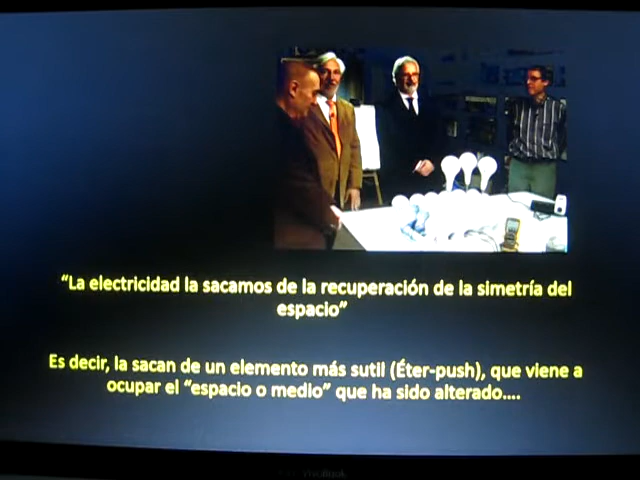 “La electricidad la sacamos de la recuperación de la simetría del
espacio”
Es decir, la sacan de un elemento más sutil (Éter-push), que viene a
ocupar el “espacio o medio” que ha sido alterado....